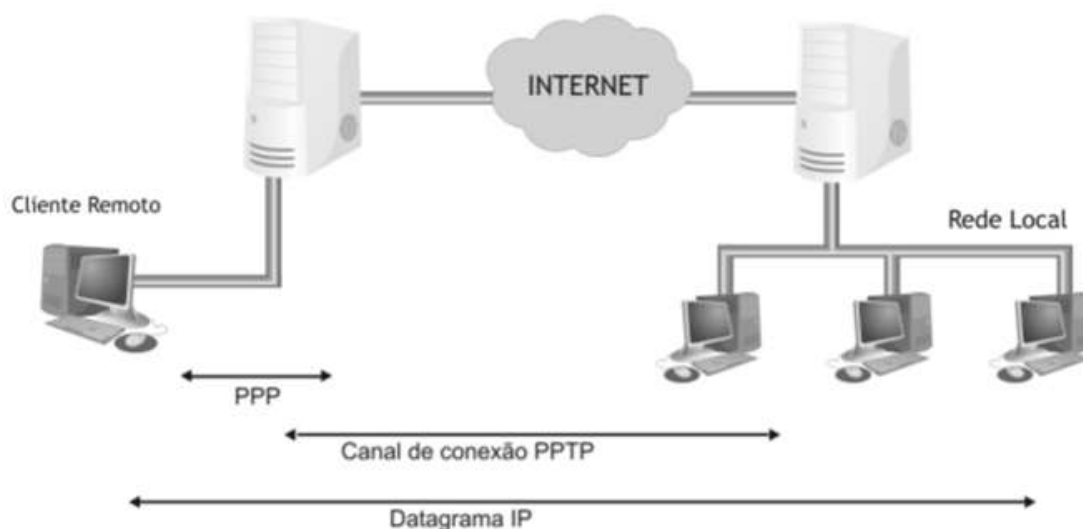 INTERNET
Cliente Remoto
Rede Local
PPP
Canal de conexão PPTP
Datagrama IP